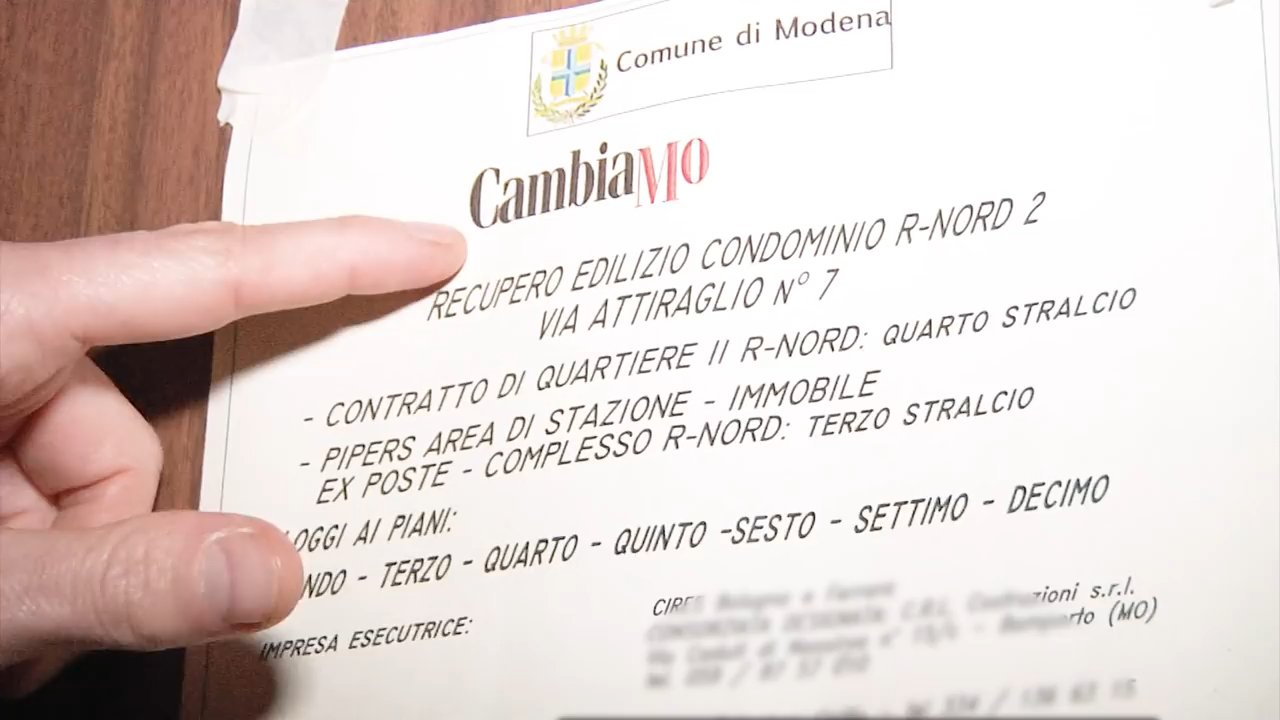 Comune di Modena
CambiaMo
RECUPERO EDILIZIO CONDOMINIO R-NORD 2
VIA ATTIRAGLIO N° 7
- CONTRATTO DI QUARTIERE II R-NORD: QUARTO STRALCIO
- PIPERS AREA DI STAZIONE - IMMOBILE
EX POSTE - COMPLESSO R-NORD: TERZO STRALCIO
LOGGI AI PIANI:
NDO - TERZO - QUARTO - QUINTO -SESTO - SETTIMO - DECIMO
IMPRESA ESECUTRICE:
s.r.l.
(MO)